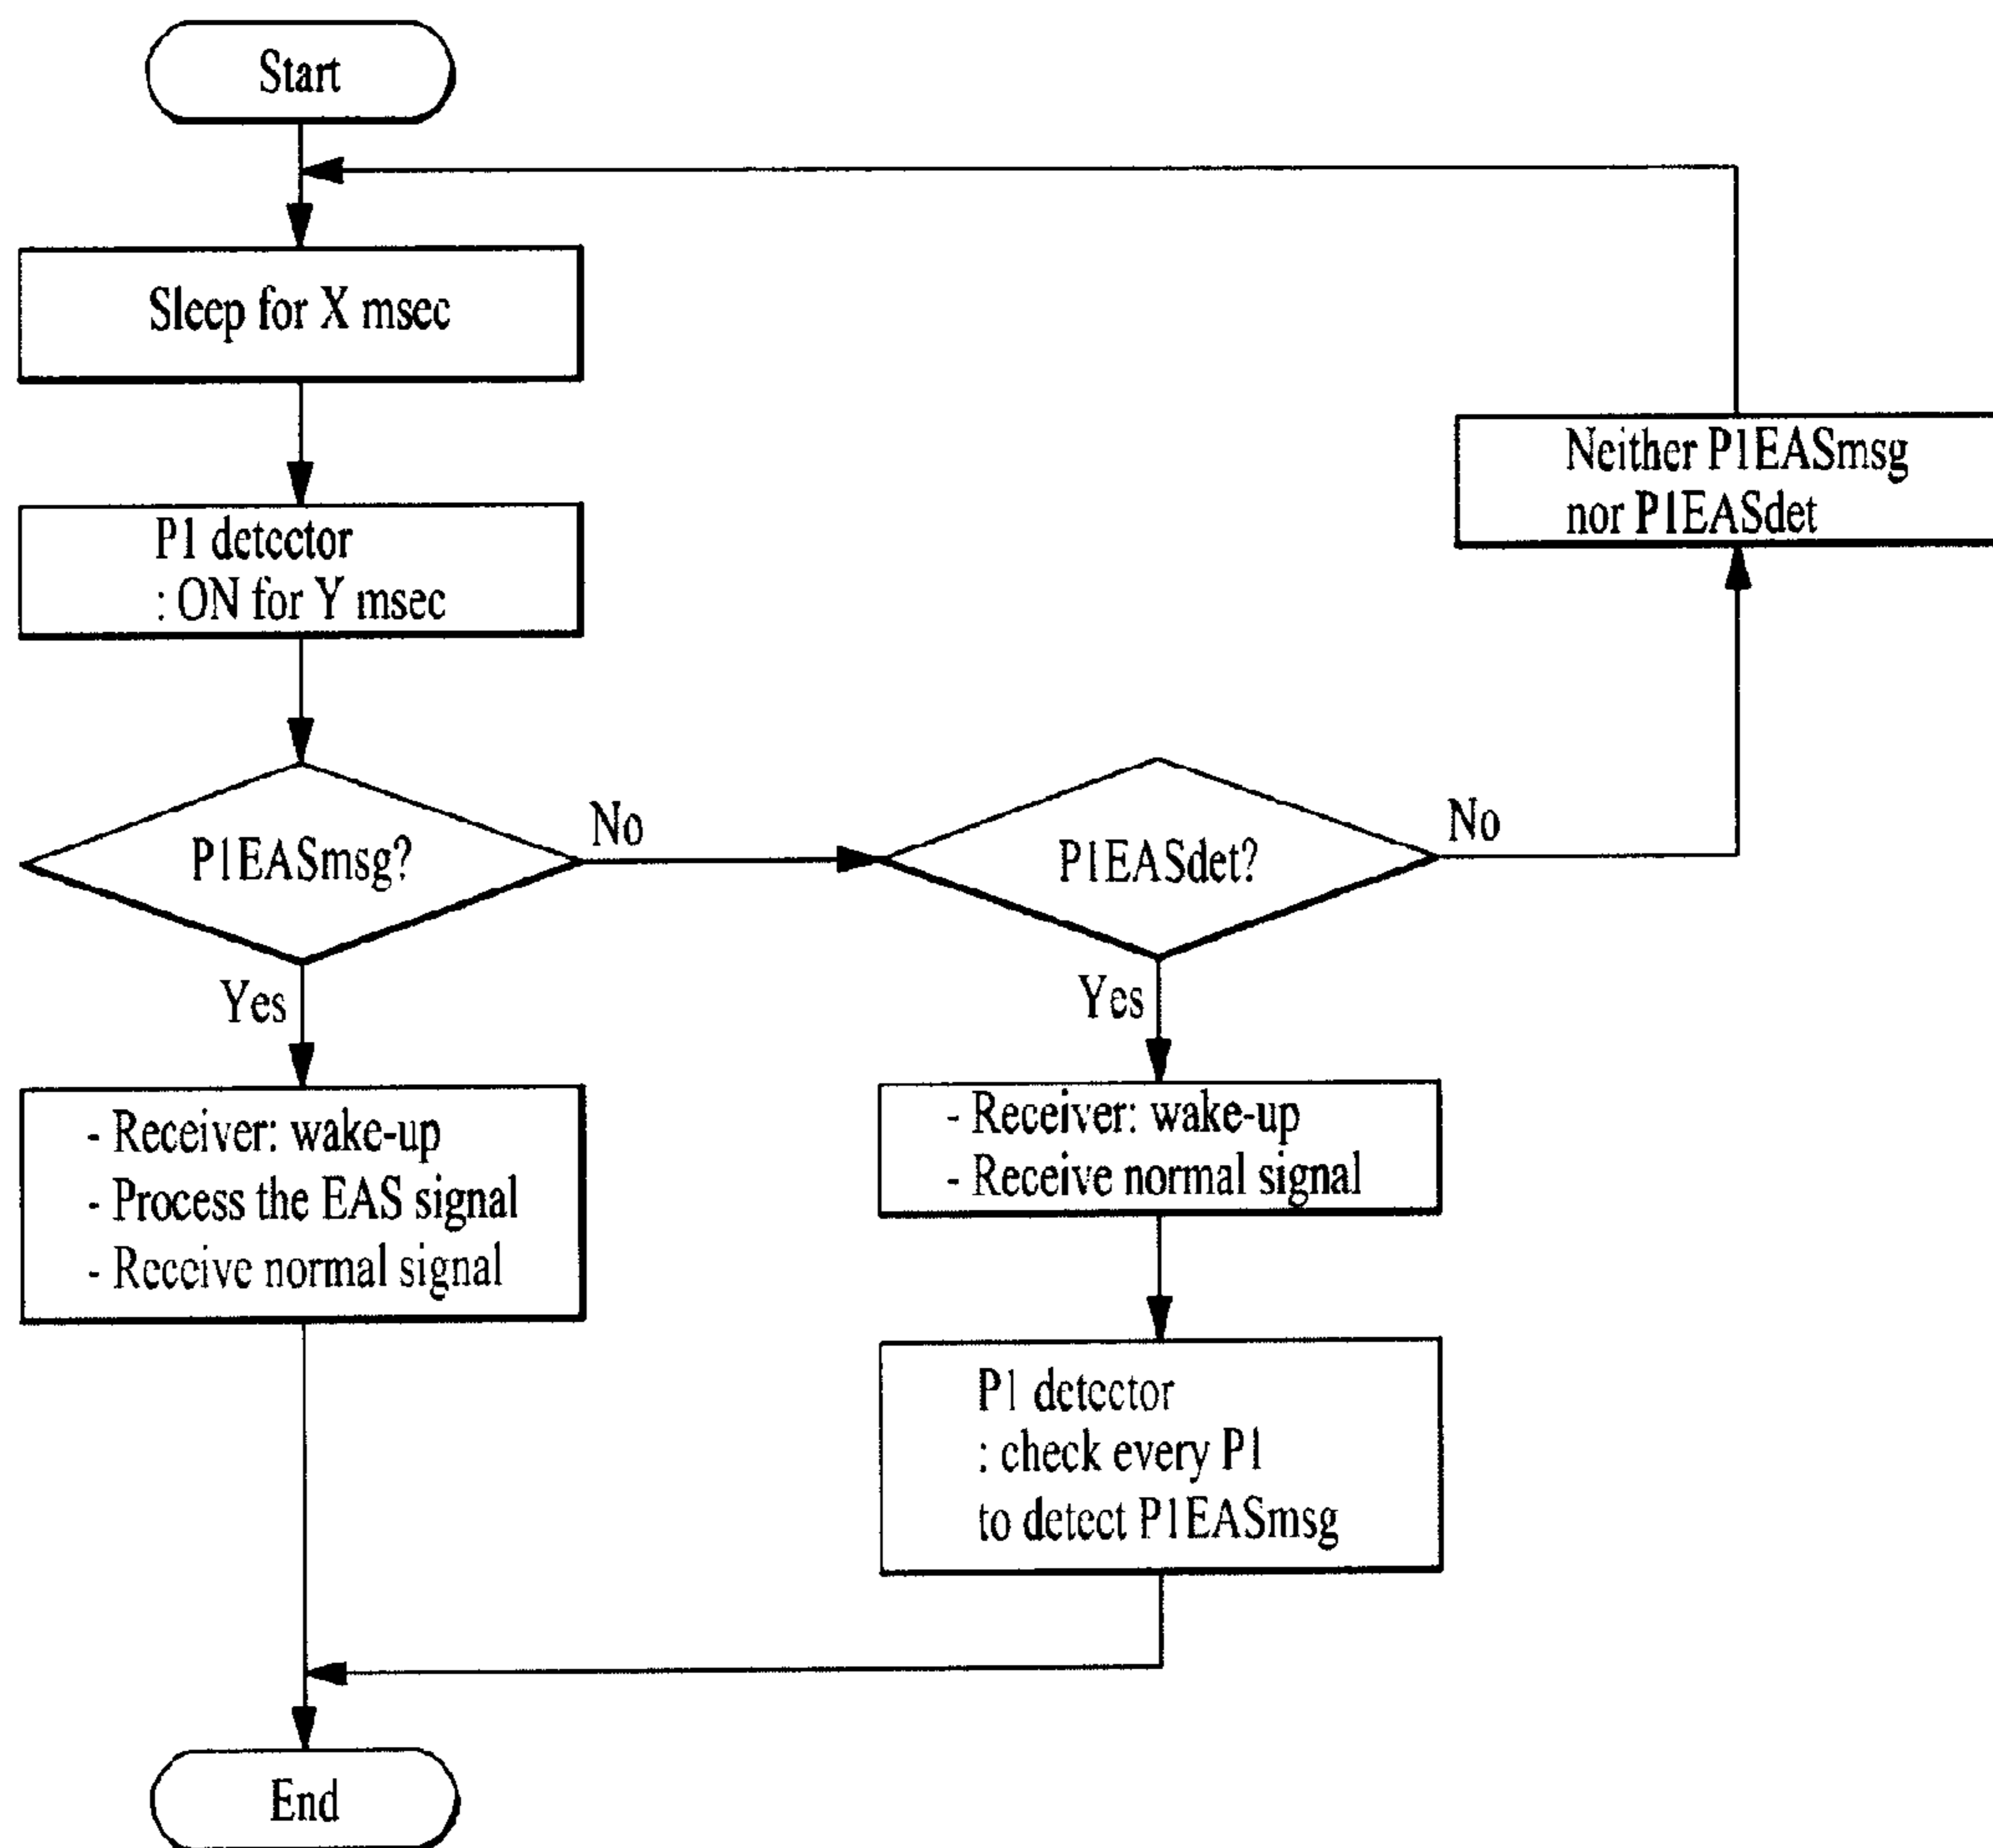 Start
Sleep for X msec
Neither P1EASmsg
nor P1EASdet
P1 detector
: ON for Y msec
P1EASmsg?
No
P1EASdet?
No
Yes
Yes
- Receiver: wake-up
- Process the EAS signal
- Receive normal signal
- Receiver: wake-up
- Receive normal signal
P1 detector
: check every P1
to detect P1EASmsg
End